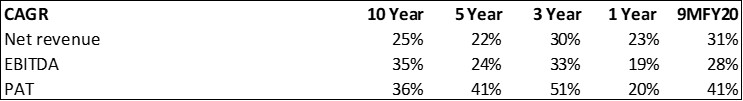 CAGR 10 Year 5 Year 3 Year 1 Year 9MFY20
Net revenue 25% 22% 30% 23% 31%
EBITDA 35% 24% 33% 19% 28%
PAT 36% 41% 51% 20% 41%